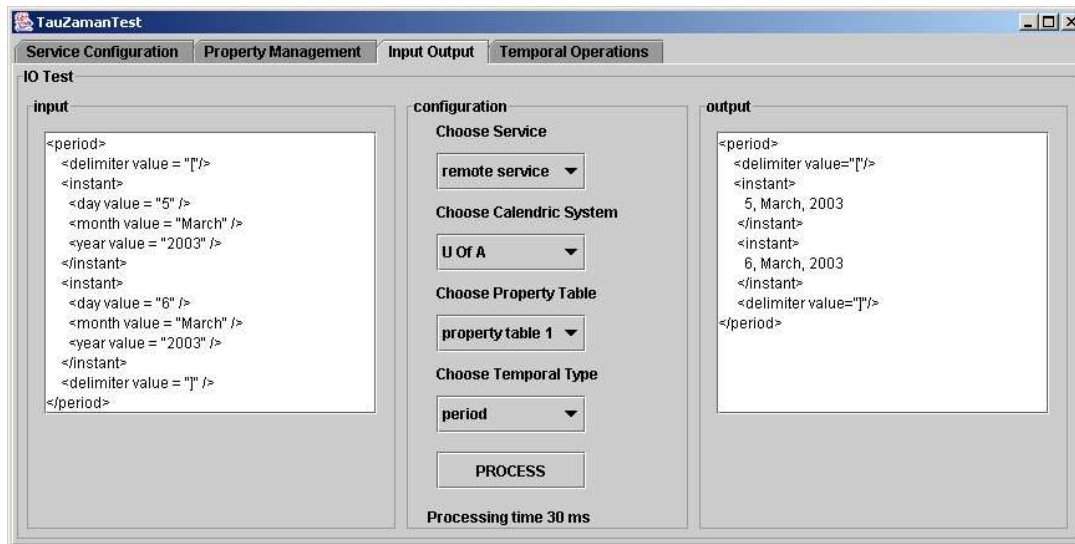 TauZamanTest
Service Configuration Property Management Input Output Temporal Operations
IO Test
input
<period>
<delimiter value = "["/>
<instant>
<day value = "5" />
<month value = "March" />
<year value = "2003" />
</instant>
<instant>
<day value = "6" />
<month value = "March" />
<year value = "2003" />
</instant>
<delimiter value = "]" />
</period>
configuration
Choose Service
remote service
Choose Calendric System
U Of A
Choose Property Table
property table 1
Choose Temporal Type
period
PROCESS
Processing time 30 ms
output
<period>
<delimiter value="["/>
<instant>
5, March, 2003
</instant>
<instant>
6, March, 2003
</instant>
<delimiter value="]"/>
</period>